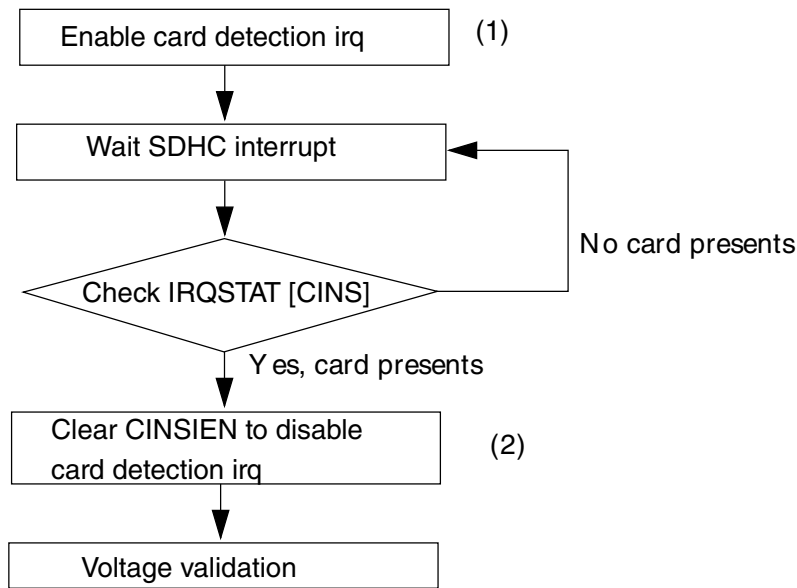 Enable card detection irq
(1)
Wait SDHC interrupt
No card presents
Check IRQSTAT [CINS]
Yes, card presents
Clear CINSIEN to disable
card detection irq
(2)
Voltage validation